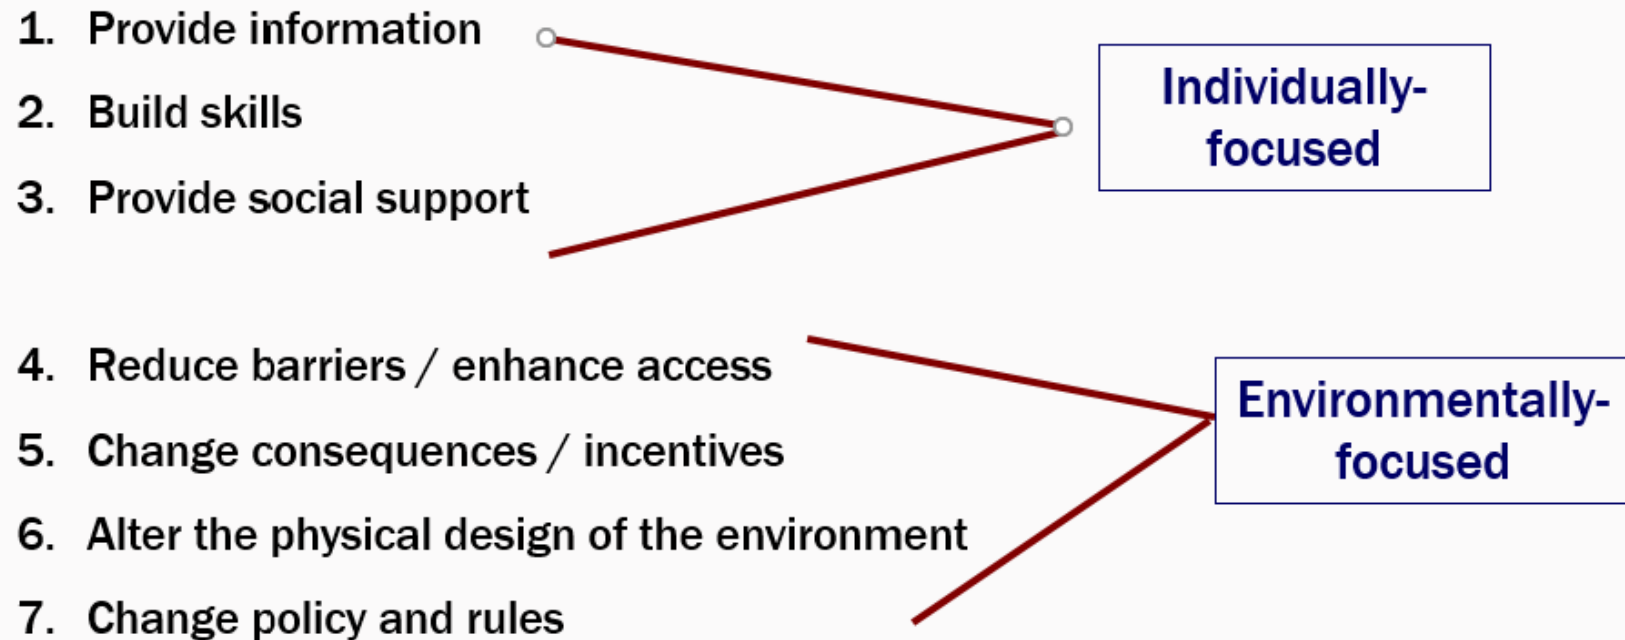 1. Provide information
2. Build skills
3. Provide social support
Individually-
focused
4. Reduce barriers / enhance access
5. Change consequences / incentives
6. Alter the physical design of the environment
7. Change policy and rules
Environmentally-
focused